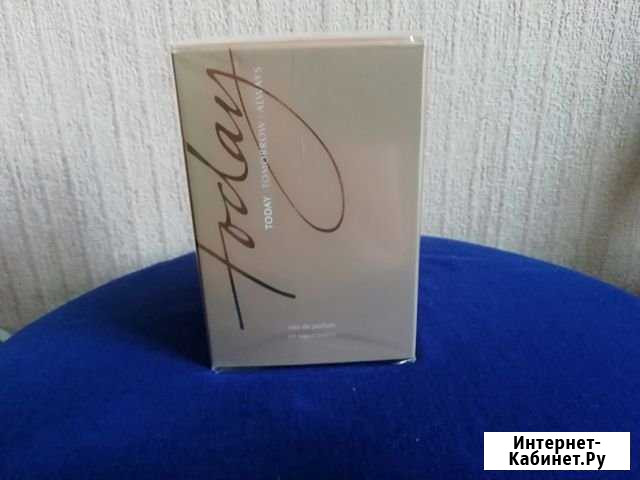 today
TODAY TOMORROW ALWAYS
eau de parfum
Интернет-
Кабинет.Ру